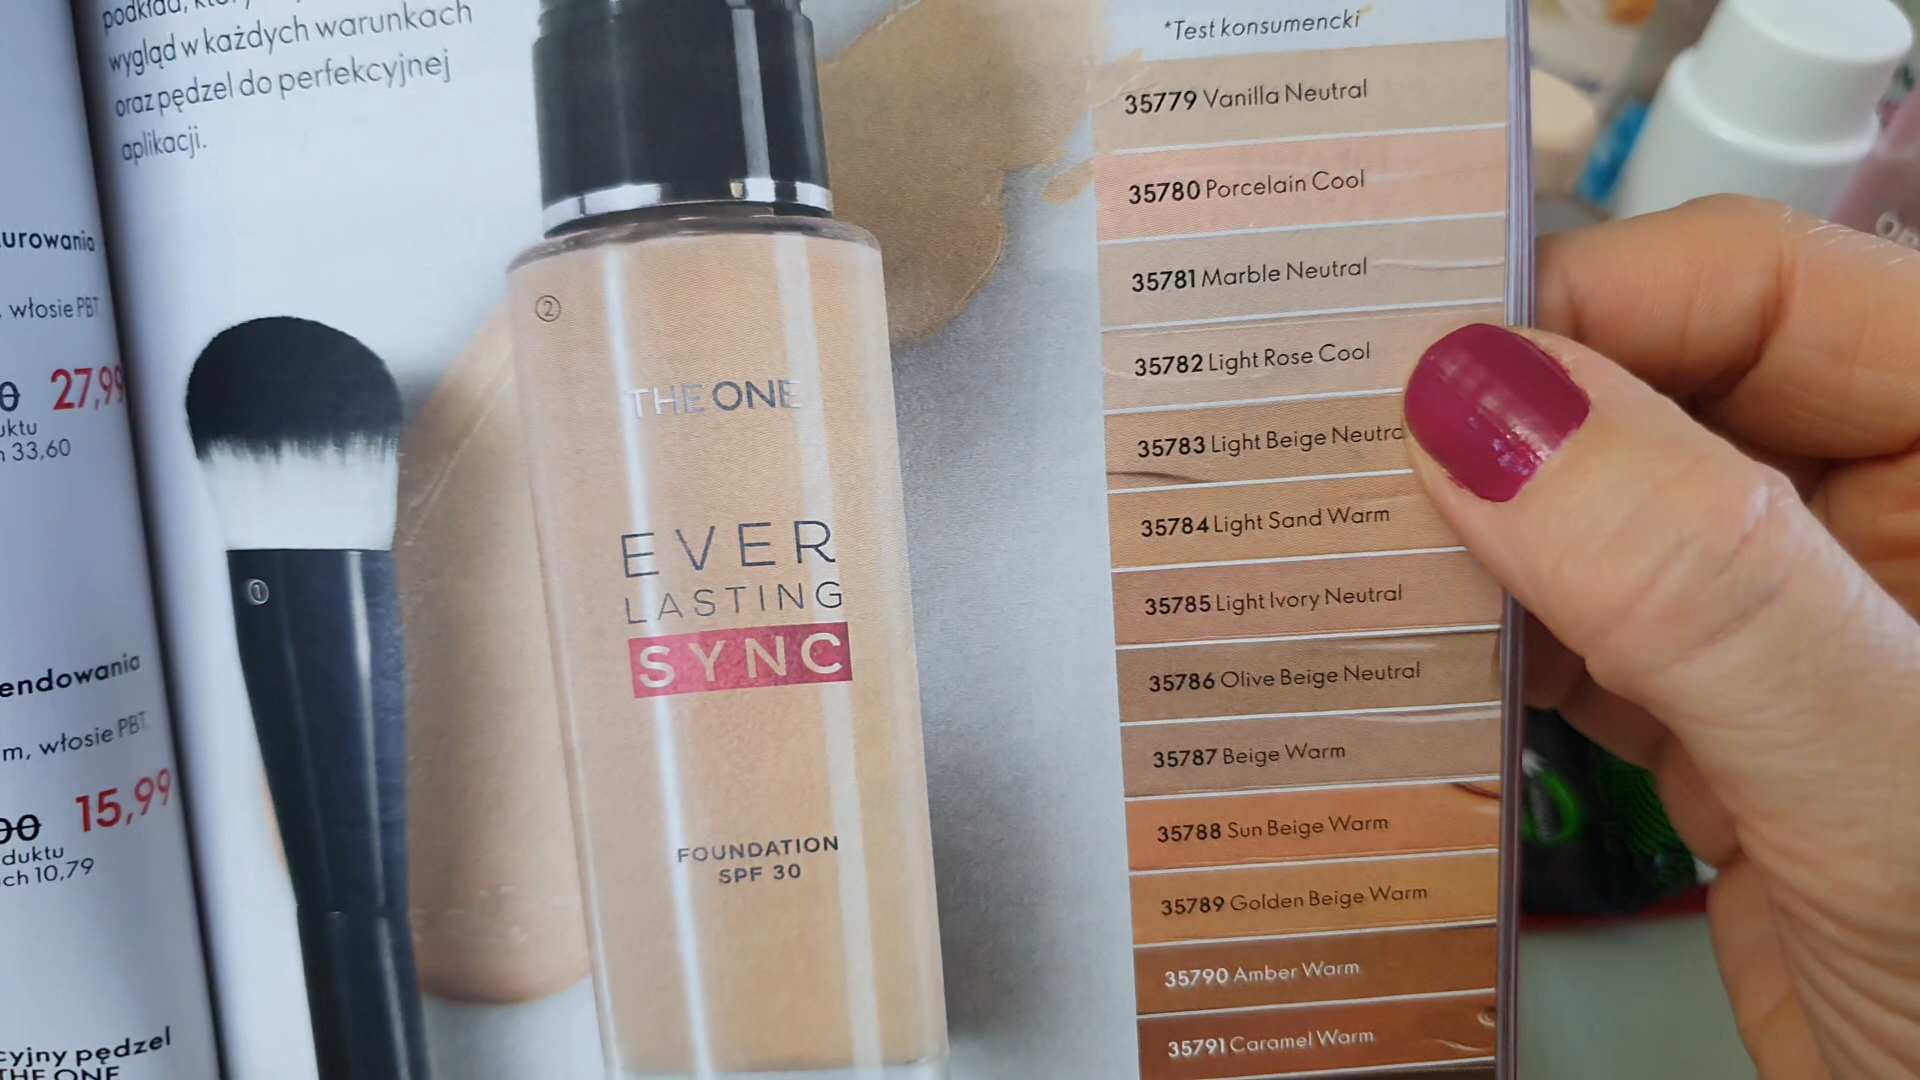 wygląd w każdych warunkach
oraz pędzel do perfekcyjnej
aplikacji.
urowania
włosie PBT
27,99
uktu
33,60
endowania
m, włosie PBT.
15,99
duktu
ch 10,79
cyjny pędzel
THE ONE
①
②
THE ONE
EVER
LASTING
SYNC
FOUNDATION
SPF 30
*Test konsumencki
35779 Vanilla Neutral
35780 Porcelain Cool
35781 Marble Neutral
35782 Light Rose Cool
35783 Light Beige Neutra
35784 Light Sand Warm
35785 Light Ivory Neutral
35786 Olive Beige Neutral
35787 Beige Warm
35788 Sun Beige Warm
35789 Golden Beige Warm
35790 Amber Warm
35791 Caramel Warm